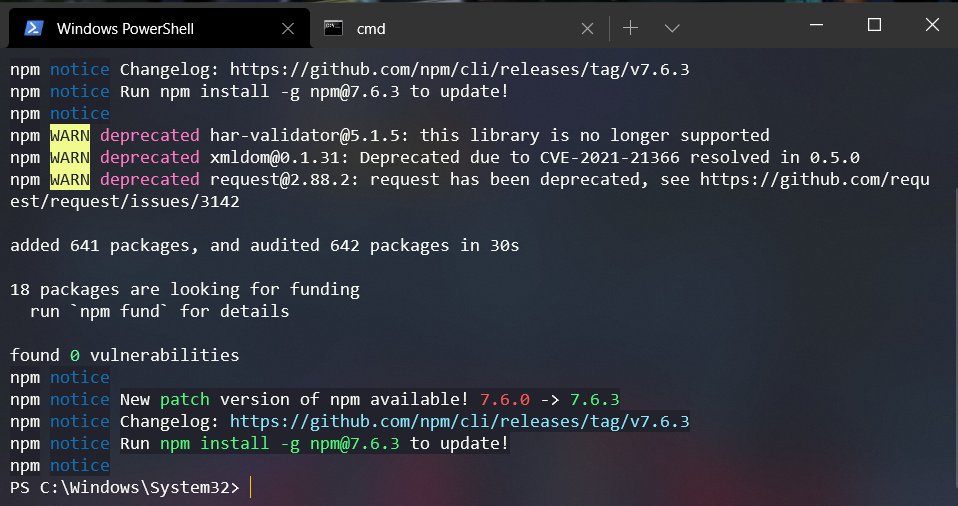 Windows PowerShell
cmd
npm notice Changelog: https://github.com/npm/cli/releases/tag/v7.6.3
npm notice Run npm install -g npm@7.6.3 to update!
npm notice
npm WARN deprecated har-validator@5.1.5: this library is no longer supported
npm WARN deprecated xmldom@0.1.31: Deprecated due to CVE-2021-21366 resolved in 0.5.0
npm WARN deprecated request@2.88.2: request has been deprecated, see https://github.com/requ
est/request/issues/3142
added 641 packages, and audited 642 packages in 30s
18 packages are looking for funding
run `npm fund` for details
found 0 vulnerabilities
npm notice
npm notice New patch version of npm available! 7.6.0 -> 7.6.3
npm notice Changelog: https://github.com/npm/cli/releases/tag/v7.6.3
npm notice Run npm install -g npm@7.6.3 to update!
npm notice
PS C:\Windows\System32>